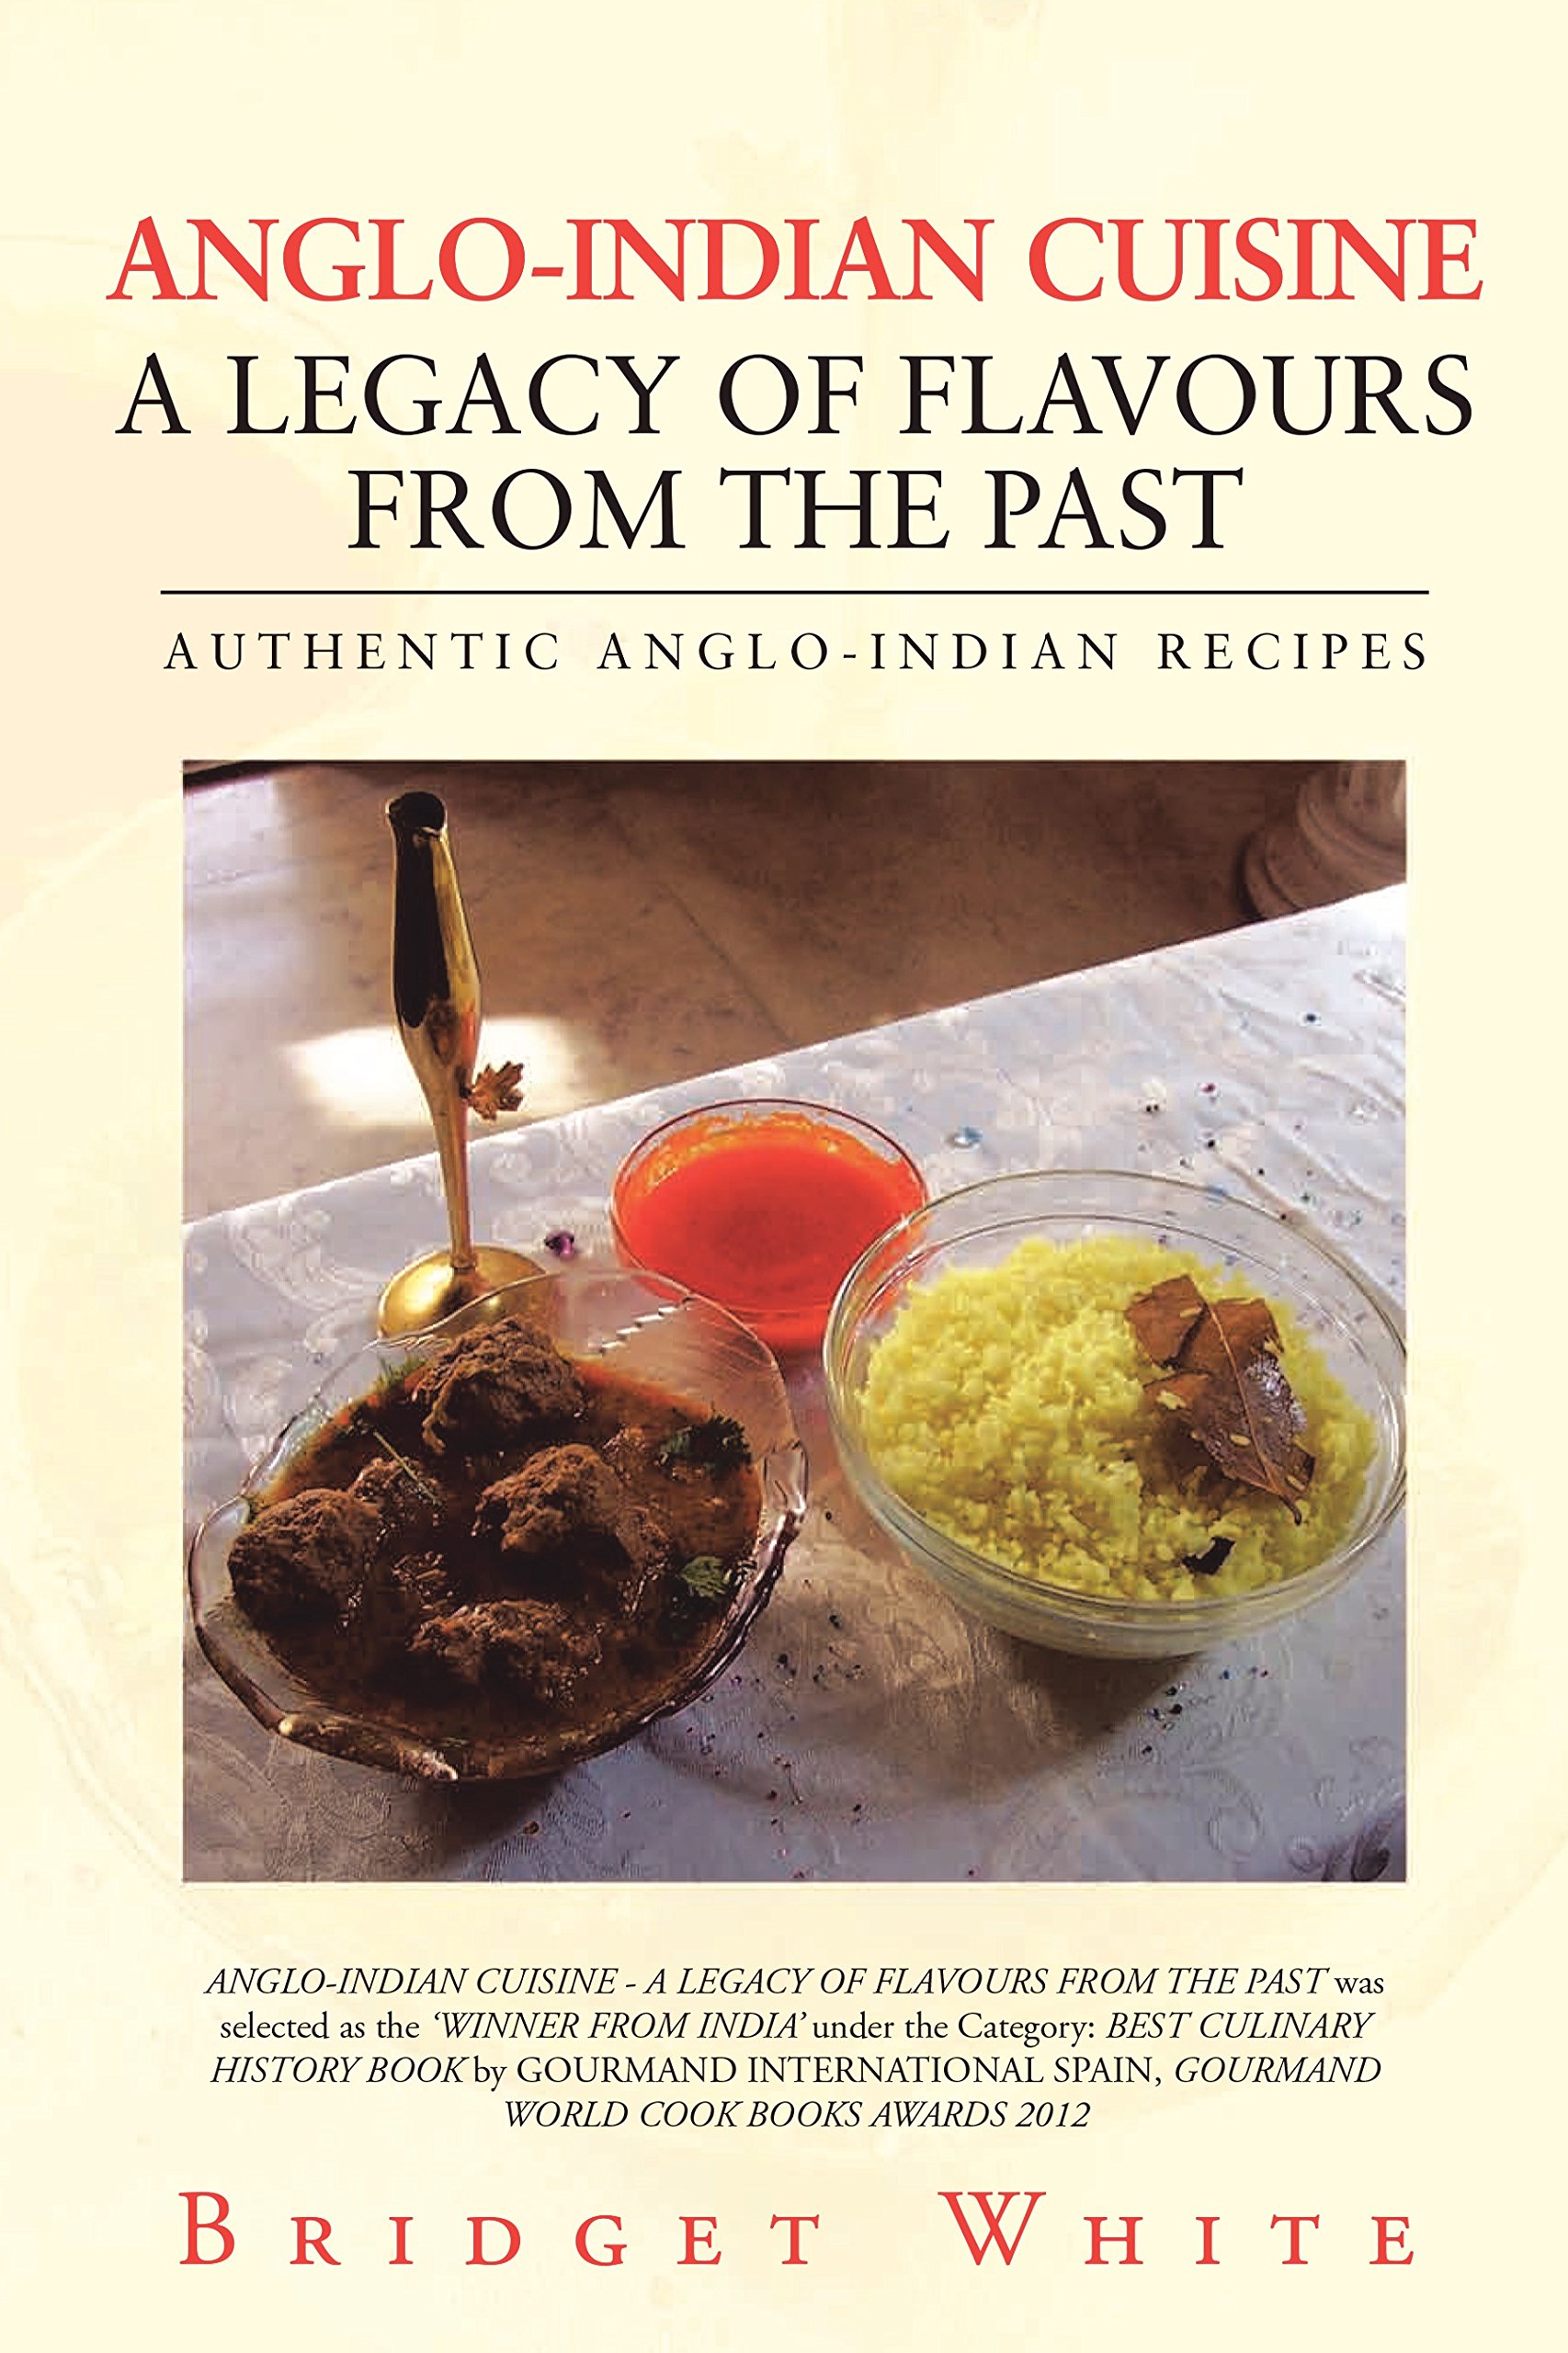 ANGLO-INDIAN CUISINE
A LEGACY OF FLAVOURS
FROM THE PAST
AUTHENTIC ANGLO-INDIAN RECIPES
ANGLO-INDIAN CUISINE - A LEGACY OF FLAVOURS FROM THE PAST was
selected as the ‘WINNER FROM INDIA’ under the Category: BEST CULINARY
HISTORY BOOK by GOURMAND INTERNATIONAL SPAIN, GOURMAND
WORLD COOK BOOKS AWARDS 2012
BRIDGET WHITE